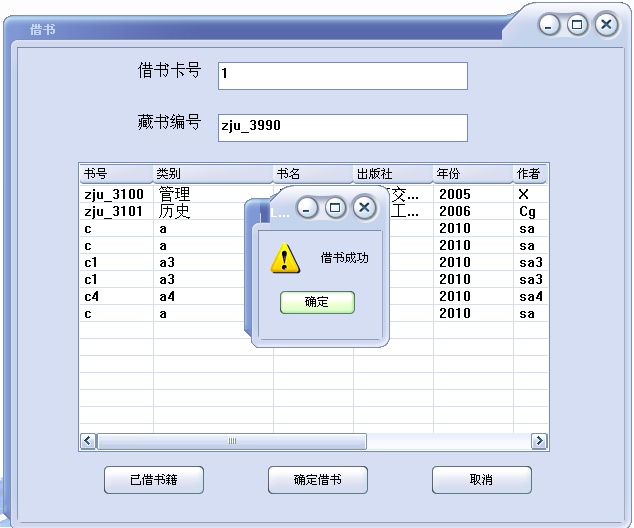 借书
借书卡号 1
藏书编号 zju_3990
书号 类别 书名 出版社 年份 作者
zju_3100 管理 交... 2005 X
zju_3101 历史 工... 2006 Cg
c a 2010 sa
c a 2010 sa
c1 a3 2010 sa3
c1 a3 2010 sa3
c4 a4 2010 sa4
c a 2010 sa
L...
借书成功
确定
已借书籍 确定借书 取消